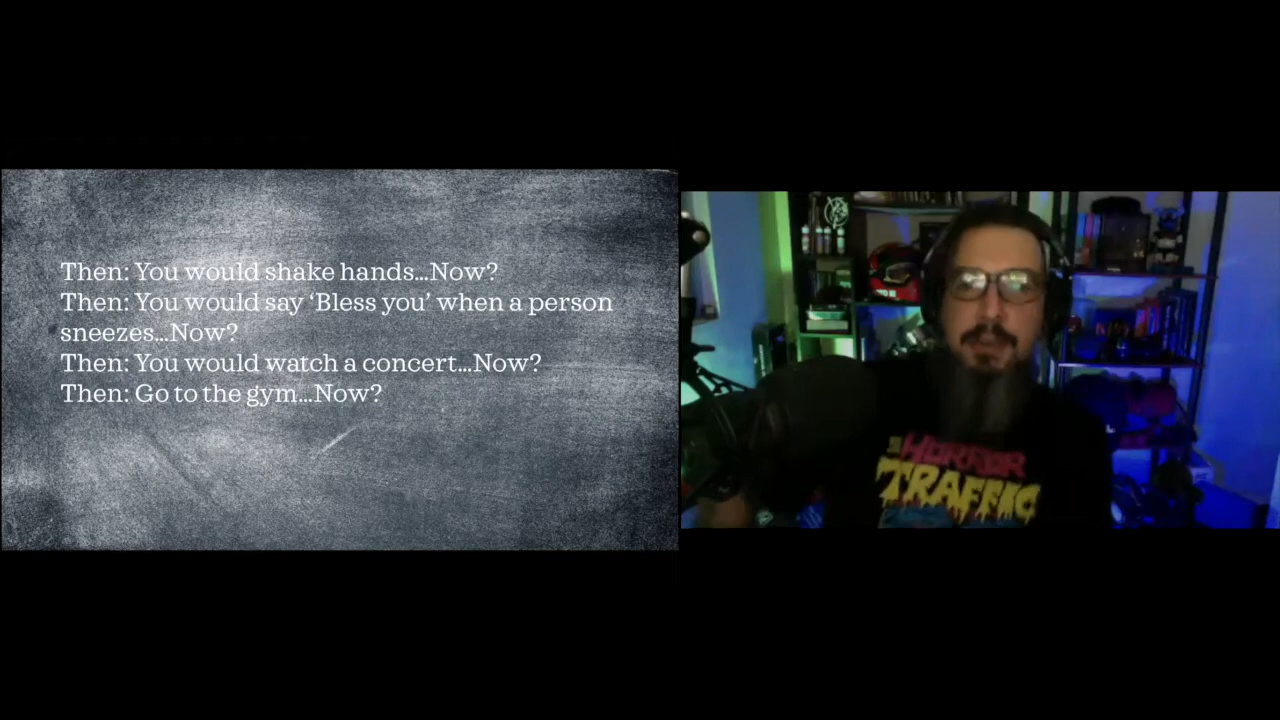 Then: You would shake hands...Now?
Then: You would say ‘Bless you’ when a person
sneezes...Now?
Then: You would watch a concert...Now?
Then: Go to the gym...Now?
HORROR
TRAFFIC